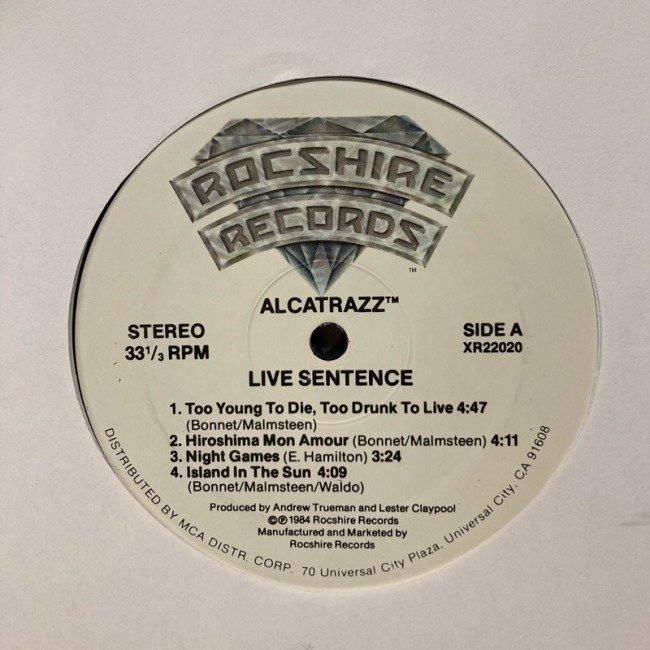 ROCSHIRE
RECORDS
™
ALCATRAZZ™
STEREO
33⅓ RPM
SIDE A
XR22020
LIVE SENTENCE
1. Too Young To Die, Too Drunk To Live 4:47
(Bonnet/Malmsteen)
2. Hiroshima Mon Amour (Bonnet/Malmsteen) 4:11
3. Night Games (E. Hamilton) 3:24
4. Island In The Sun 4:09
(Bonnet/Malmsteen/Waldo)
Produced by Andrew Trueman and Lester Claypool
©℗ 1984 Rocshire Records
Manufactured and Marketed by
Rocshire Records
DISTRIBUTED BY MCA DISTR. CORP. 70 Universal City Plaza, Universal City, CA 91608